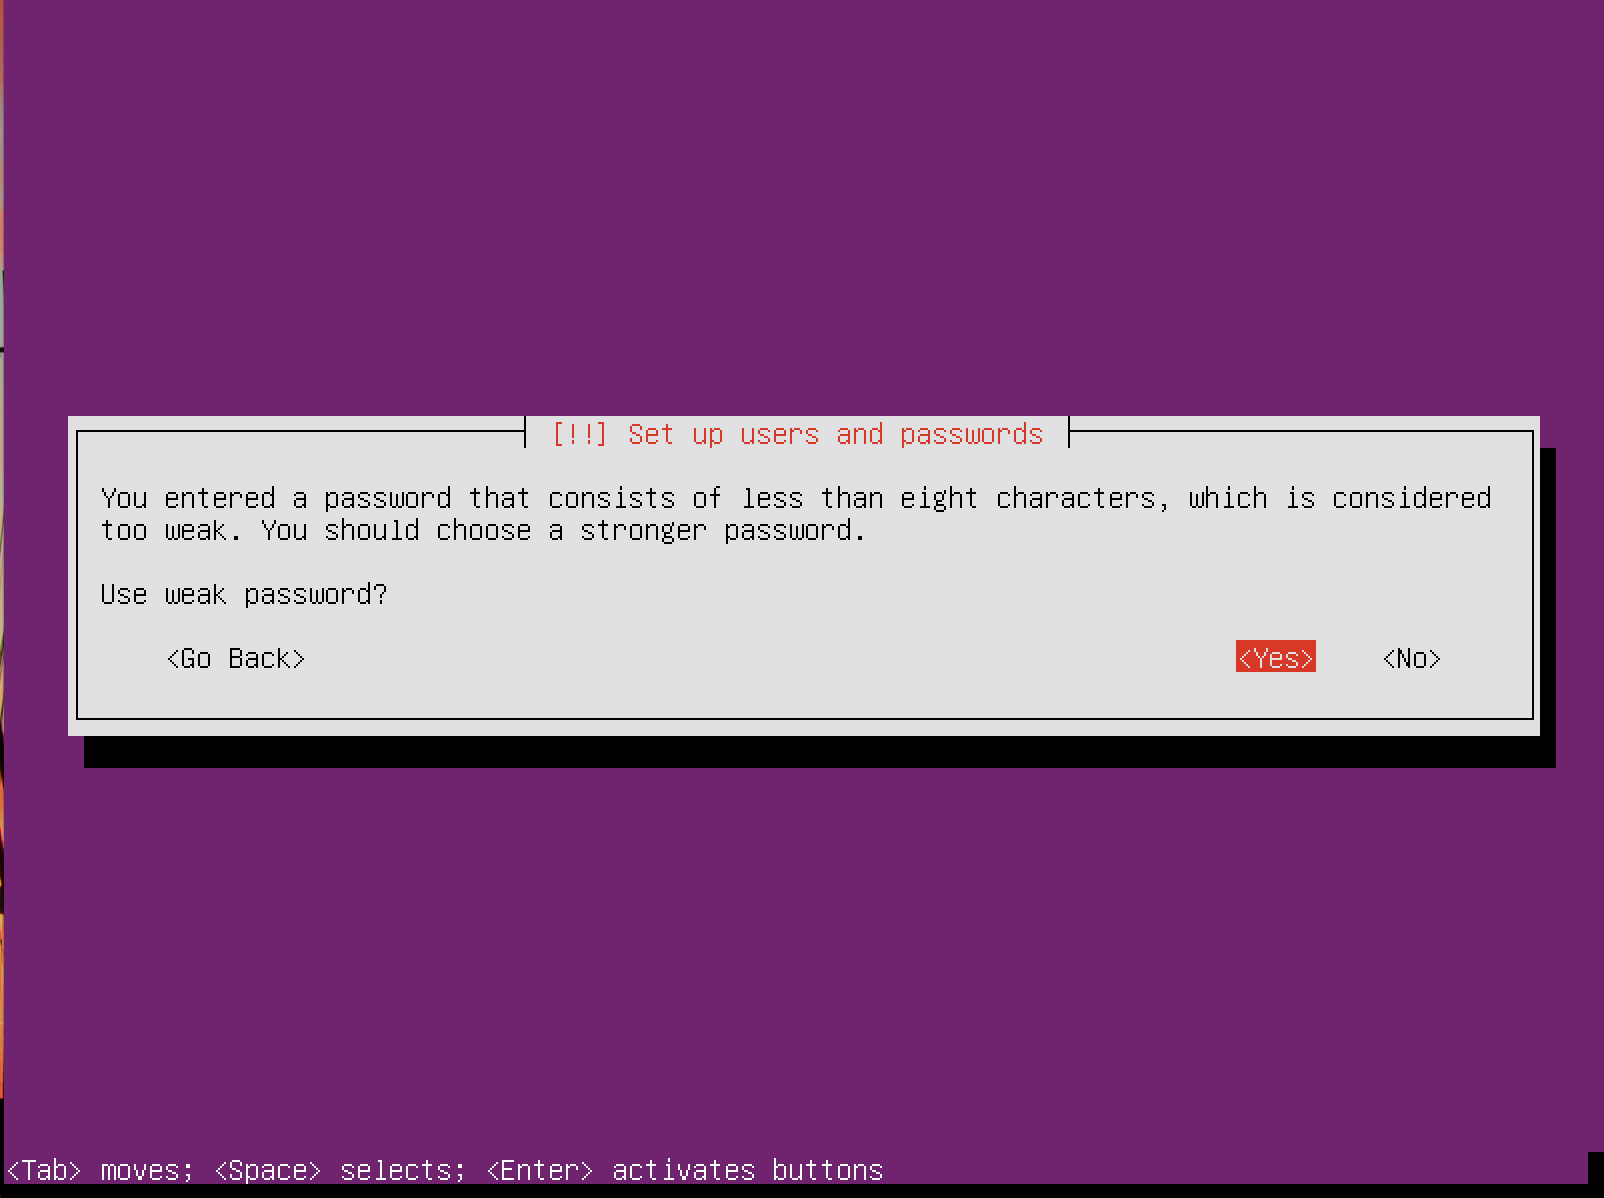 [!!] Set up users and passwords
You entered a password that consists of less than eight characters, which is considered
too weak. You should choose a stronger password.
Use weak password?
<Go Back> <Yes> <No>
<Tab> moves; <Space> selects; <Enter> activates buttons